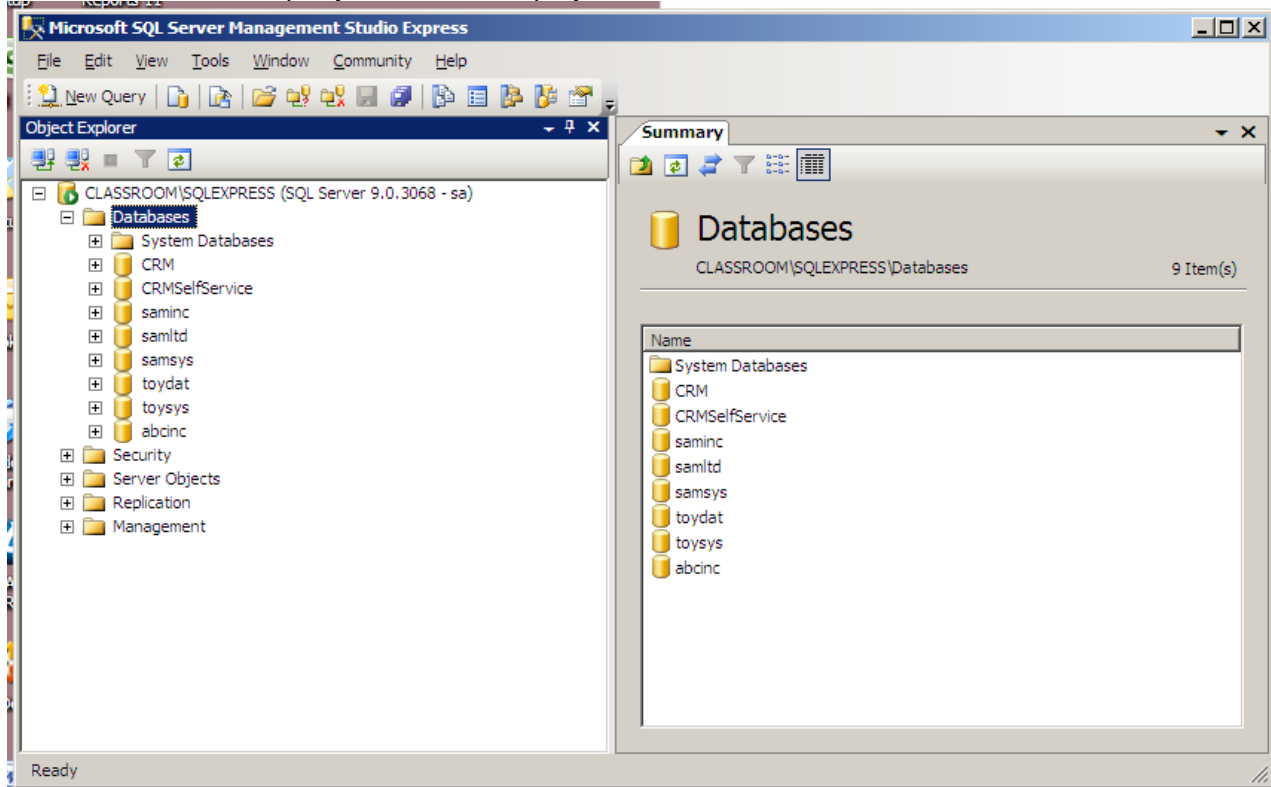 Reports 11
Microsoft SQL Server Management Studio Express
File Edit View Tools Window Community Help
New Query
Object Explorer
CLASSROOM\SQLEXPRESS (SQL Server 9.0.3068 - sa)
Databases
System Databases
CRM
CRMSelfService
saminc
samltd
samsys
toydat
toysys
abcinc
Security
Server Objects
Replication
Management
Summary
Databases
CLASSROOM\SQLEXPRESS\Databases 9 Item(s)
Name
System Databases
CRM
CRMSelfService
saminc
samltd
samsys
toydat
toysys
abcinc
Ready